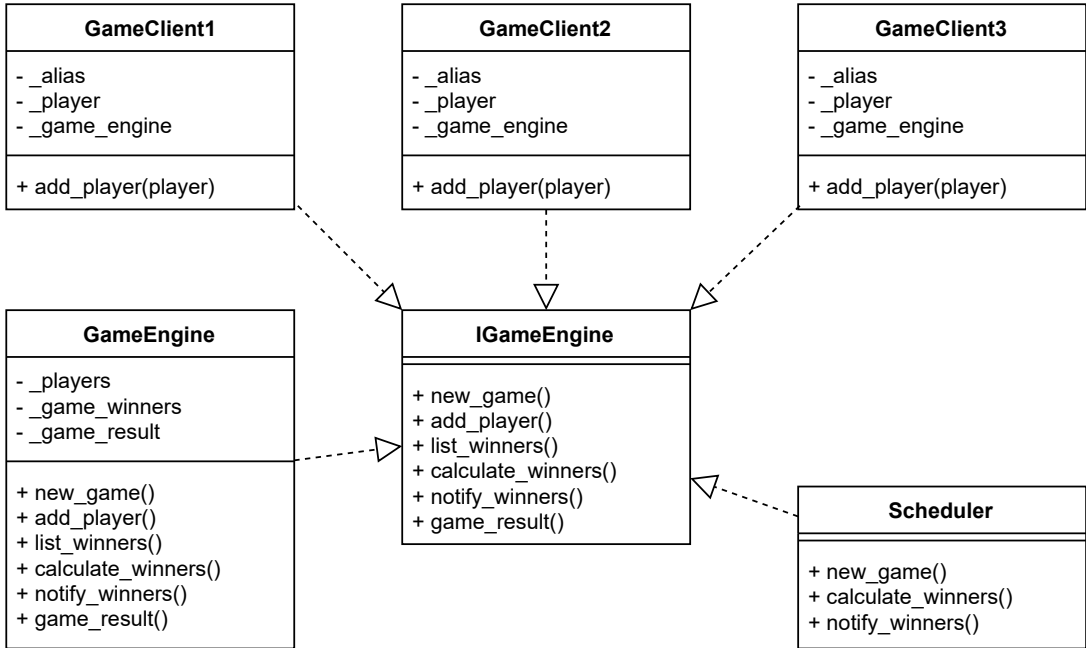 GameClient1
- _alias
- _player
- _game_engine
+ add_player(player)
GameClient2
- _alias
- _player
- _game_engine
+ add_player(player)
GameClient3
- _alias
- _player
- _game_engine
+ add_player(player)
GameEngine
- _players
- _game_winners
- _game_result
+ new_game()
+ add_player()
+ list_winners()
+ calculate_winners()
+ notify_winners()
+ game_result()
IGameEngine
+ new_game()
+ add_player()
+ list_winners()
+ calculate_winners()
+ notify_winners()
+ game_result()
Scheduler
+ new_game()
+ calculate_winners()
+ notify_winners()